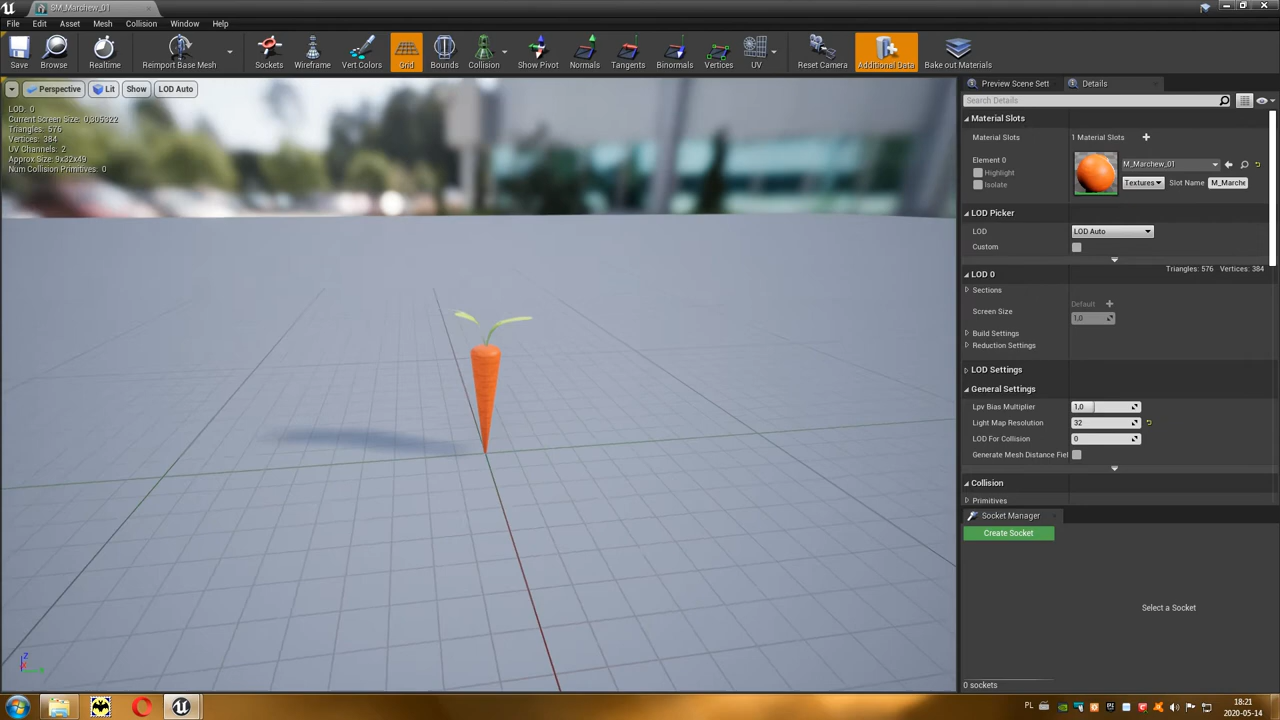 SM_Marchew_01
File Edit Asset Mesh Collision Window Help
Save Browse Realtime Reimport Base Mesh Sockets Wireframe Vert Colors Grid Bounds Collision Show Pivot Normals Tangents Binormals Vertices UV Reset Camera Additional Data Bake out Materials
Perspective Lit Show LOD Auto
LOD: 0
Current Screen Size: 0,305322
Triangles: 576
Vertices: 384
UV Channels: 2
Approx Size: 9x32x49
Num Collision Primitives: 0
Z
X
Preview Scene Sett Details
Search Details
Material Slots
Material Slots 1 Material Slots
Element 0
Highlight
Isolate
M_Marchew_01
Textures Slot Name M_Marche
LOD Picker
LOD LOD Auto
Custom
LOD 0
Triangles: 576 Vertices: 384
Sections
Screen Size
Default
1.0
Build Settings
Reduction Settings
LOD Settings
General Settings
Lpv Bias Multiplier 1,0
Light Map Resolution 32
LOD For Collision 0
Generate Mesh Distance Fiel
Collision
Primitives
Socket Manager
Create Socket
Select a Socket
0 sockets
PL
18:21
2020-05-14